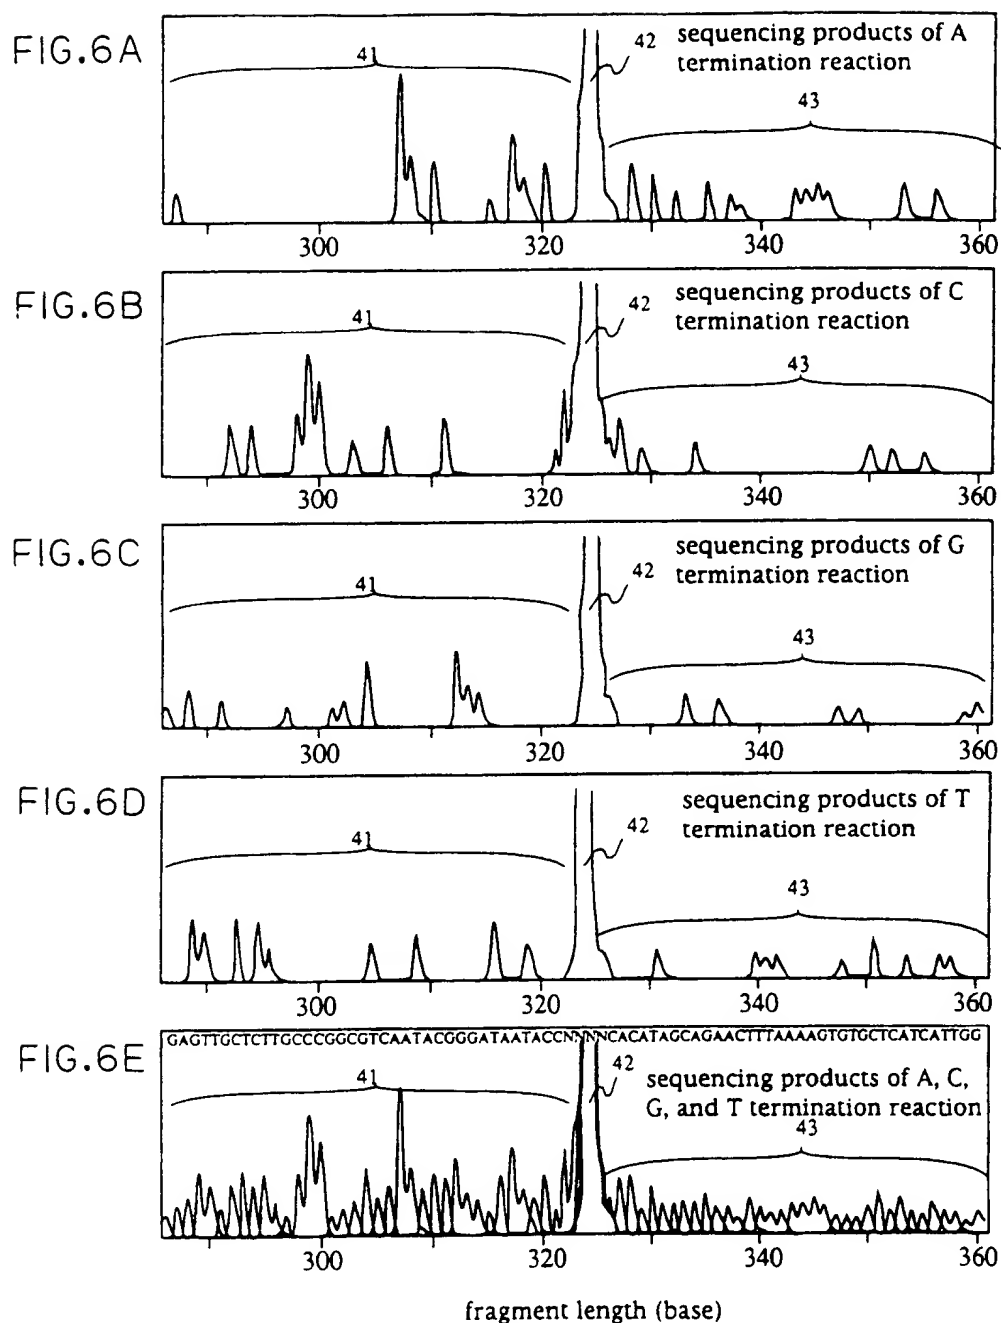 FIG.6A
41
42
sequencing products of A
termination reaction
43
300
320
340
360
FIG.6B
41
42
sequencing products of C
termination reaction
43
300
320
340
360
FIG.6C
41
42
sequencing products of G
termination reaction
43
300
320
340
360
FIG.6D
41
42
sequencing products of T
termination reaction
43
300
320
340
360
FIG.6E
GAGTTGCTCTTGCCCGGCGTCAATACGGGATAATACCNNNNCACATAGCAGAACTTTAAAAGTGTGCTCATCATTGG
41
42
sequencing products of A, C,
G, and T termination reaction
43
300
320
340
360
fragment length (base)